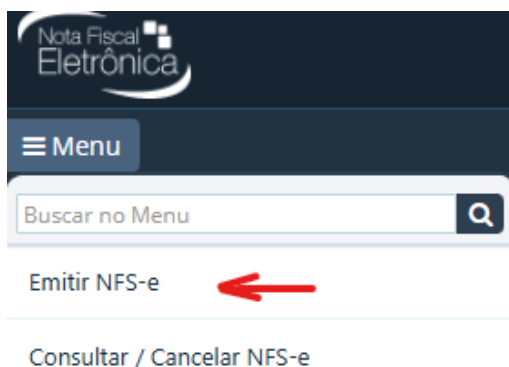 Nota Fiscal
Eletrônica
Menu
Buscar no Menu
Emitir NFS-e
Consultar / Cancelar NFS-e